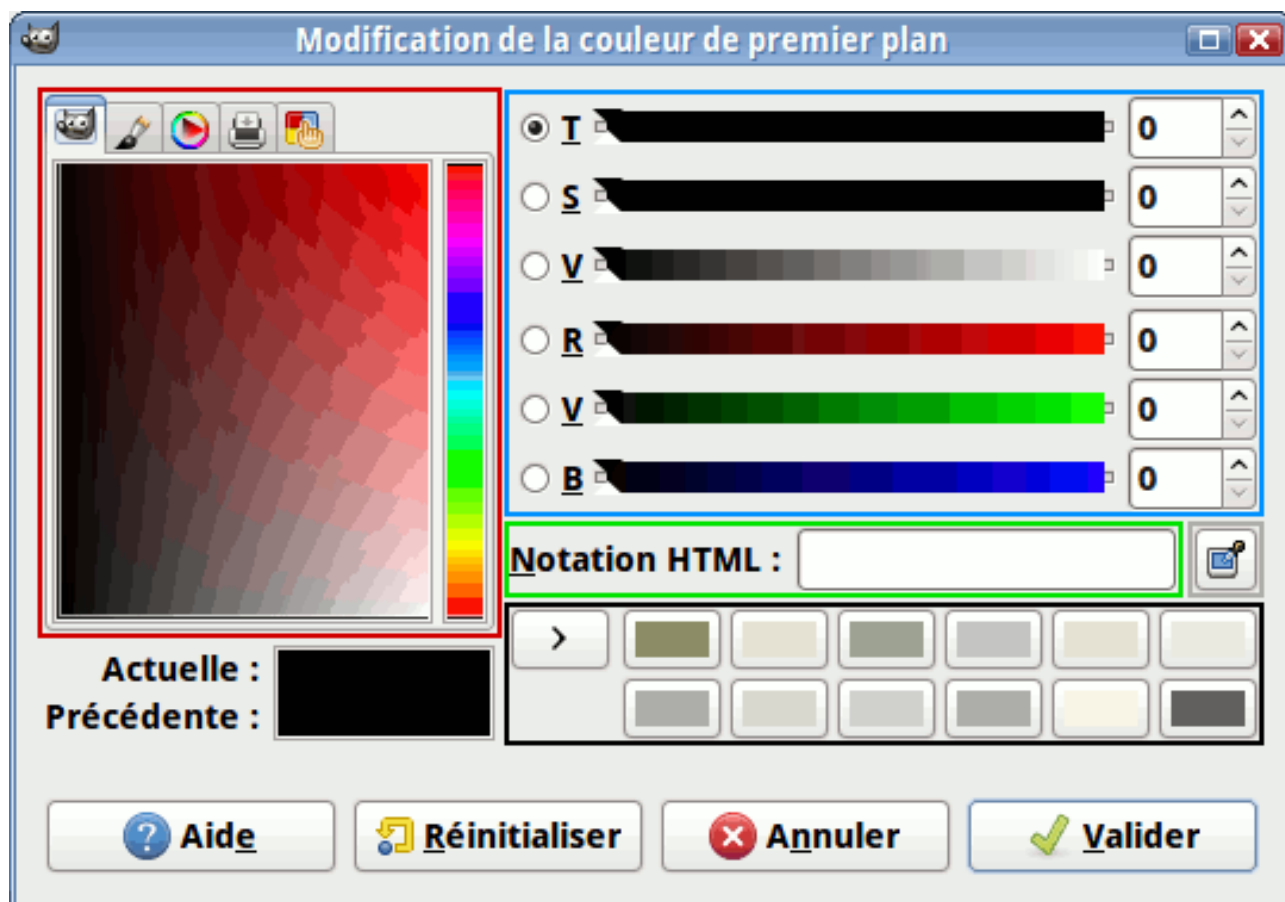 Modification de la couleur de premier plan
T 0
S 0
V 0
R 0
V 0
B 0
Notation HTML :
Actuelle :
Précédente :
Aide
Réinitialiser
Annuler
Valider